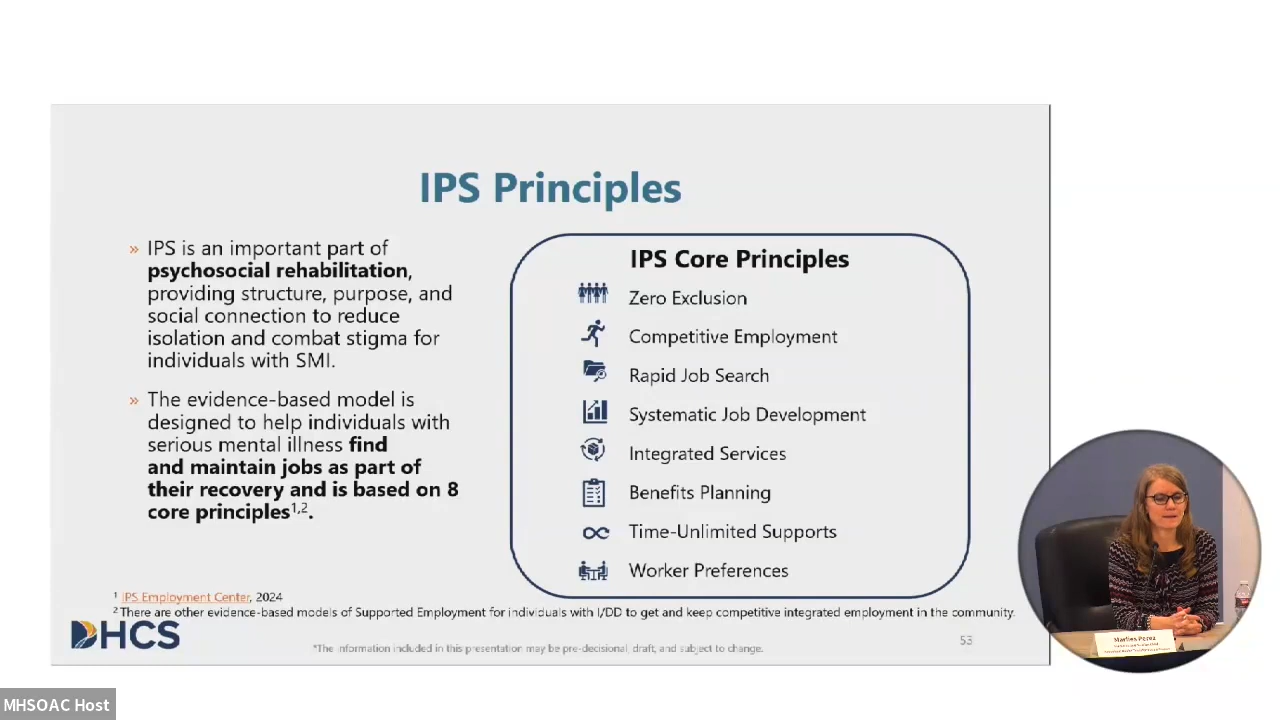 IPS Principles
» IPS is an important part of
psychosocial rehabilitation,
providing structure, purpose, and
social connection to reduce
isolation and combat stigma for
individuals with SMI.
» The evidence-based model is
designed to help individuals with
serious mental illness find
and maintain jobs as part of
their recovery and is based on 8
core principles1,2.
IPS Core Principles
Zero Exclusion
Competitive Employment
Rapid Job Search
Systematic Job Development
Integrated Services
Benefits Planning
Time-Unlimited Supports
Worker Preferences
1 IPS Employment Center, 2024
2 There are other evidence-based models of Supported Employment for individuals with I/DD to get and keep competitive integrated employment in the community.
DHCS
*The information included in this presentation may be pre-decisional, draft, and subject to change.
53
Marlies Perez
MHSOAC Host